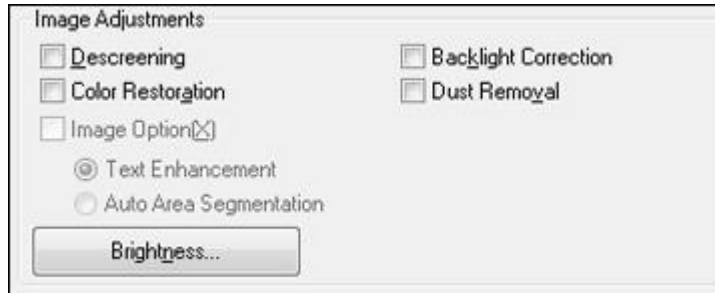 Image Adjustments
Descreening
Backlight Correction
Color Restoration
Dust Removal
Image Option(X)
Text Enhancement
Auto Area Segmentation
Brightness...